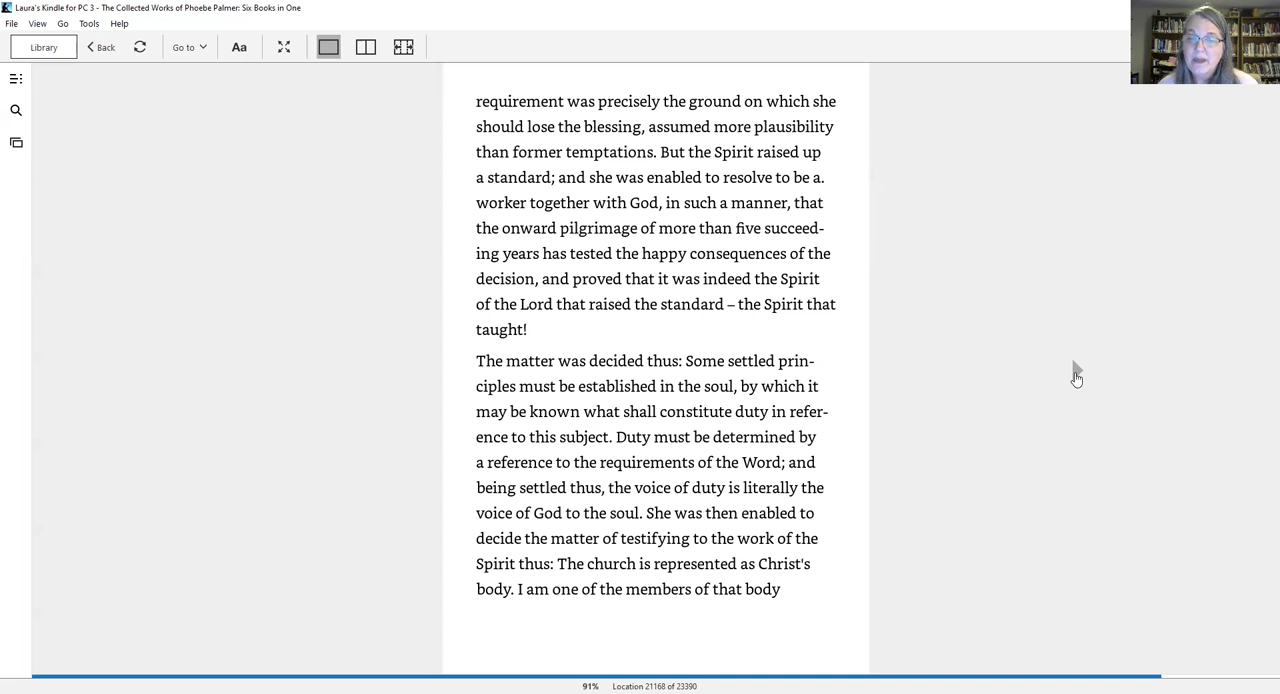 Laura's Kindle for PC 3 - The Collected Works of Phoebe Palmer: Six Books in One
File View Go Tools Help
Library Back Go to Aa
requirement was precisely the ground on which she
should lose the blessing, assumed more plausibility
than former temptations. But the Spirit raised up
a standard; and she was enabled to resolve to be a.
worker together with God, in such a manner, that
the onward pilgrimage of more than five succeed-
ing years has tested the happy consequences of the
decision, and proved that it was indeed the Spirit
of the Lord that raised the standard – the Spirit that
taught!
The matter was decided thus: Some settled prin-
ciples must be established in the soul, by which it
may be known what shall constitute duty in refer-
ence to this subject. Duty must be determined by
a reference to the requirements of the Word; and
being settled thus, the voice of duty is literally the
voice of God to the soul. She was then enabled to
decide the matter of testifying to the work of the
Spirit thus: The church is represented as Christ's
body. I am one of the members of that body
91% Location 21168 of 23390